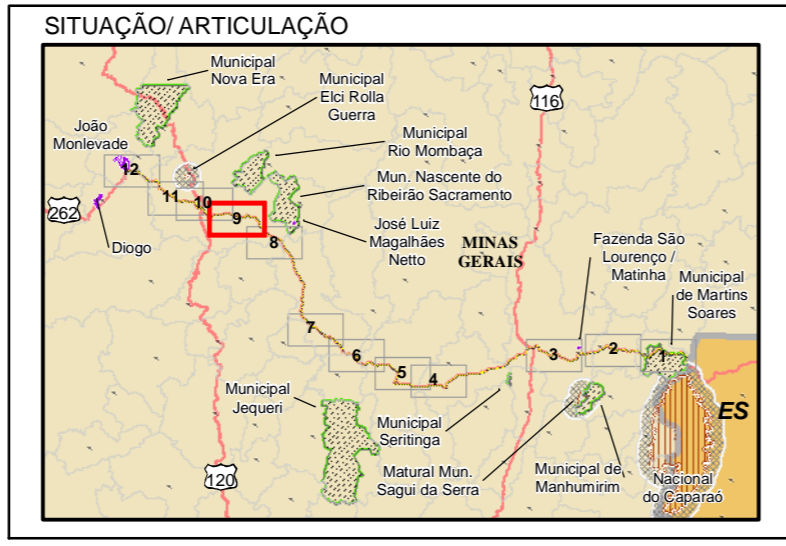 SITUAÇÃO/ ARTICULAÇÃO
Municipal
Nova Era
Municipal
Elci Rolla
Guerra
116
João
Monlevade
Municipal
Rio Mombaça
12
Mun. Nascente do
Ribeirão Sacramento
11
10
262
9
José Luiz
Magalhães
Netto
Diogo
8
MINAS
GERAIS
Fazenda São
Lourenço /
Matinha
Municipal
de Martins
Soares
7
6
5
4
3
2
1
Municipal
Jequeri
Municipal
Seritinga
ES
Matural Mun.
Sagui da Serra
Municipal de
Manhumirim
Nacional
do Caparaó
120